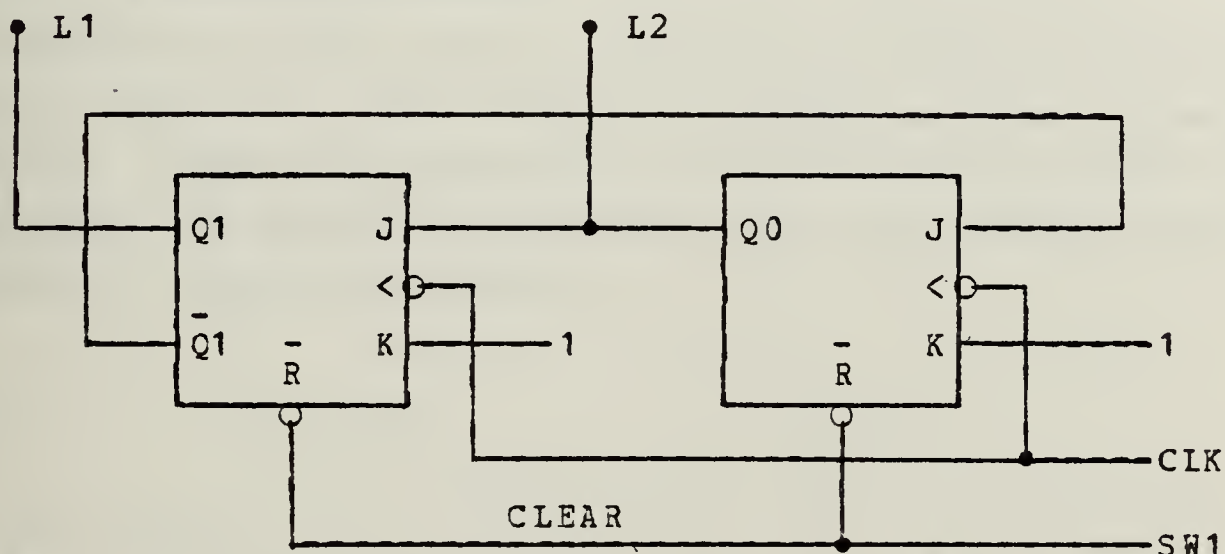 L1 L2
Q1 J Q0 J
< <
Q̅1 K 1 K 1
R̅ R̅
CLK
CLEAR
SW1